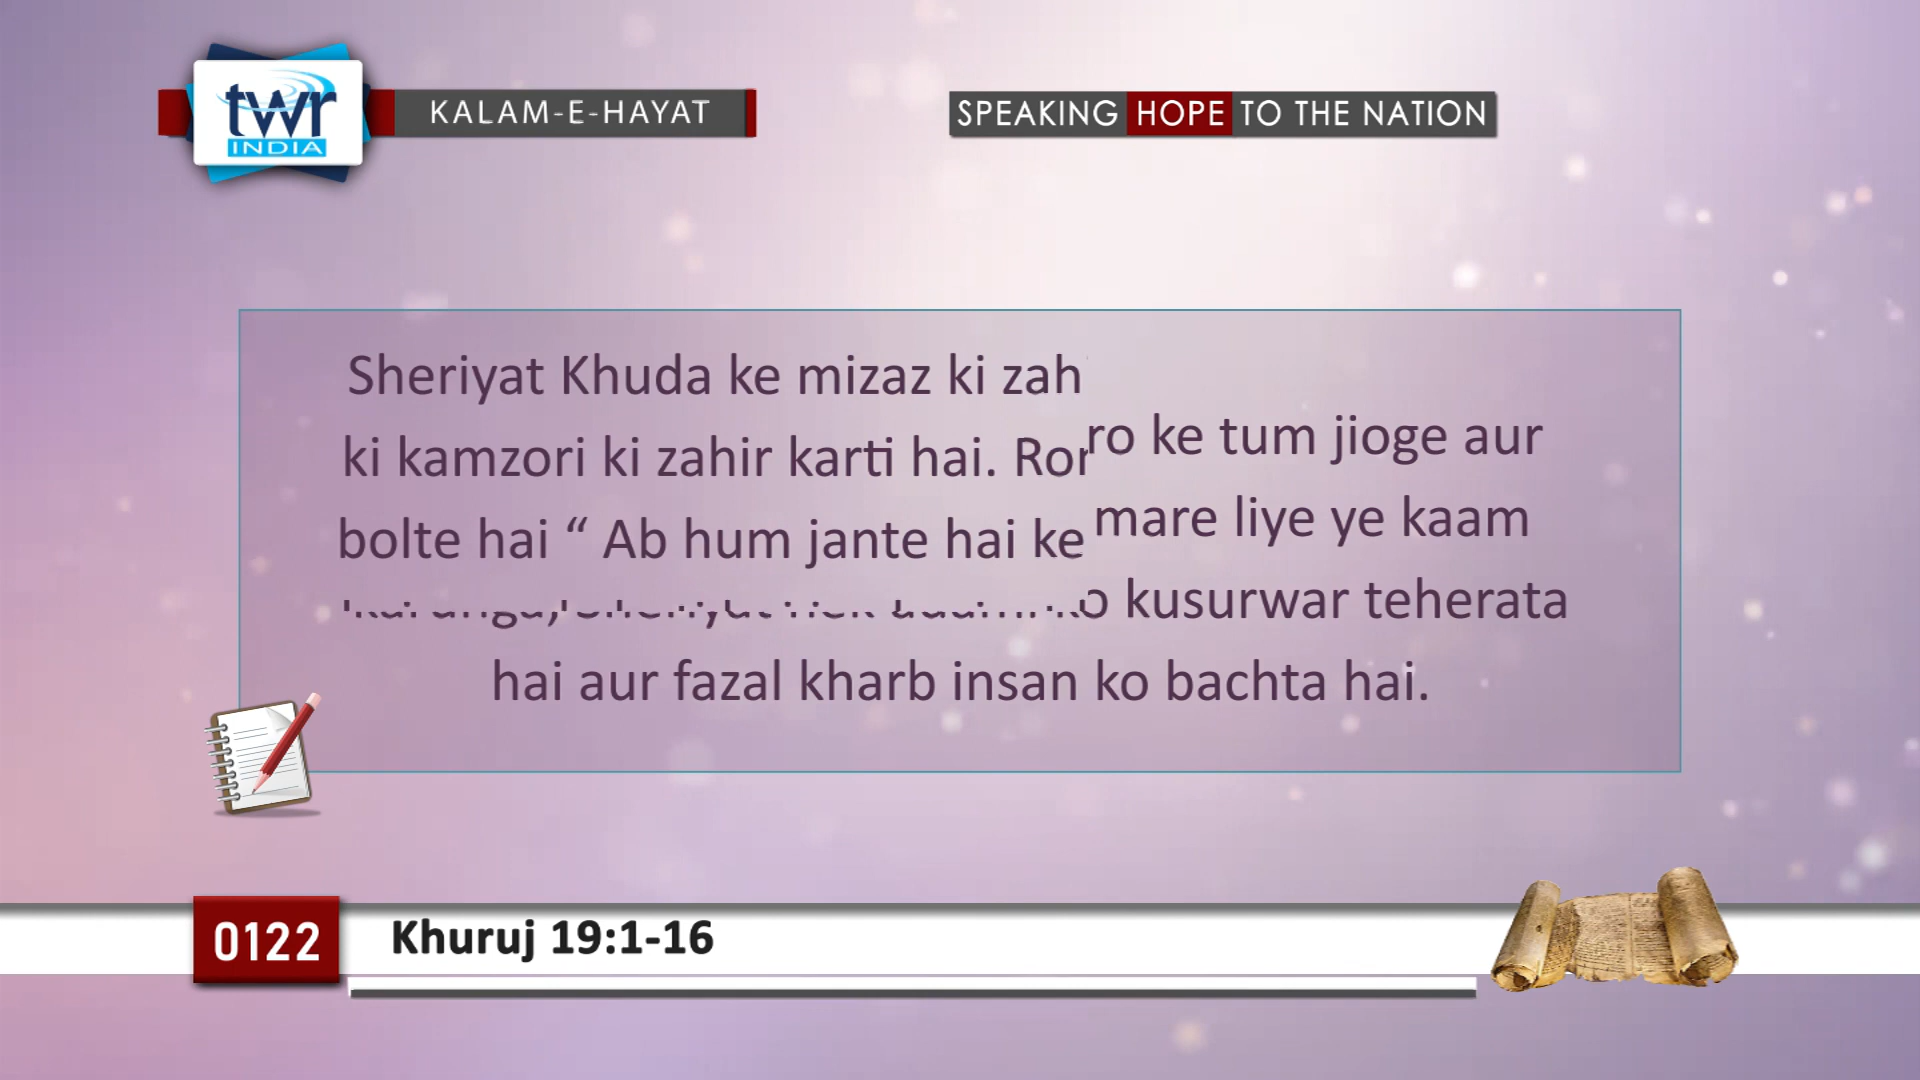 twr
INDIA
KALAM-E-HAYAT
SPEAKING HOPE TO THE NATION
Sheriyat Khuda ke mizaz ki zah
ki kamzori ki zahir karti hai. Ror
ro ke tum jioge aur
bolte hai “ Ab hum jante hai ke
mare liye ye kaam
o kusurwar teherata
hai aur fazal kharb insan ko bachta hai.
0122
Khuruj 19:1-16